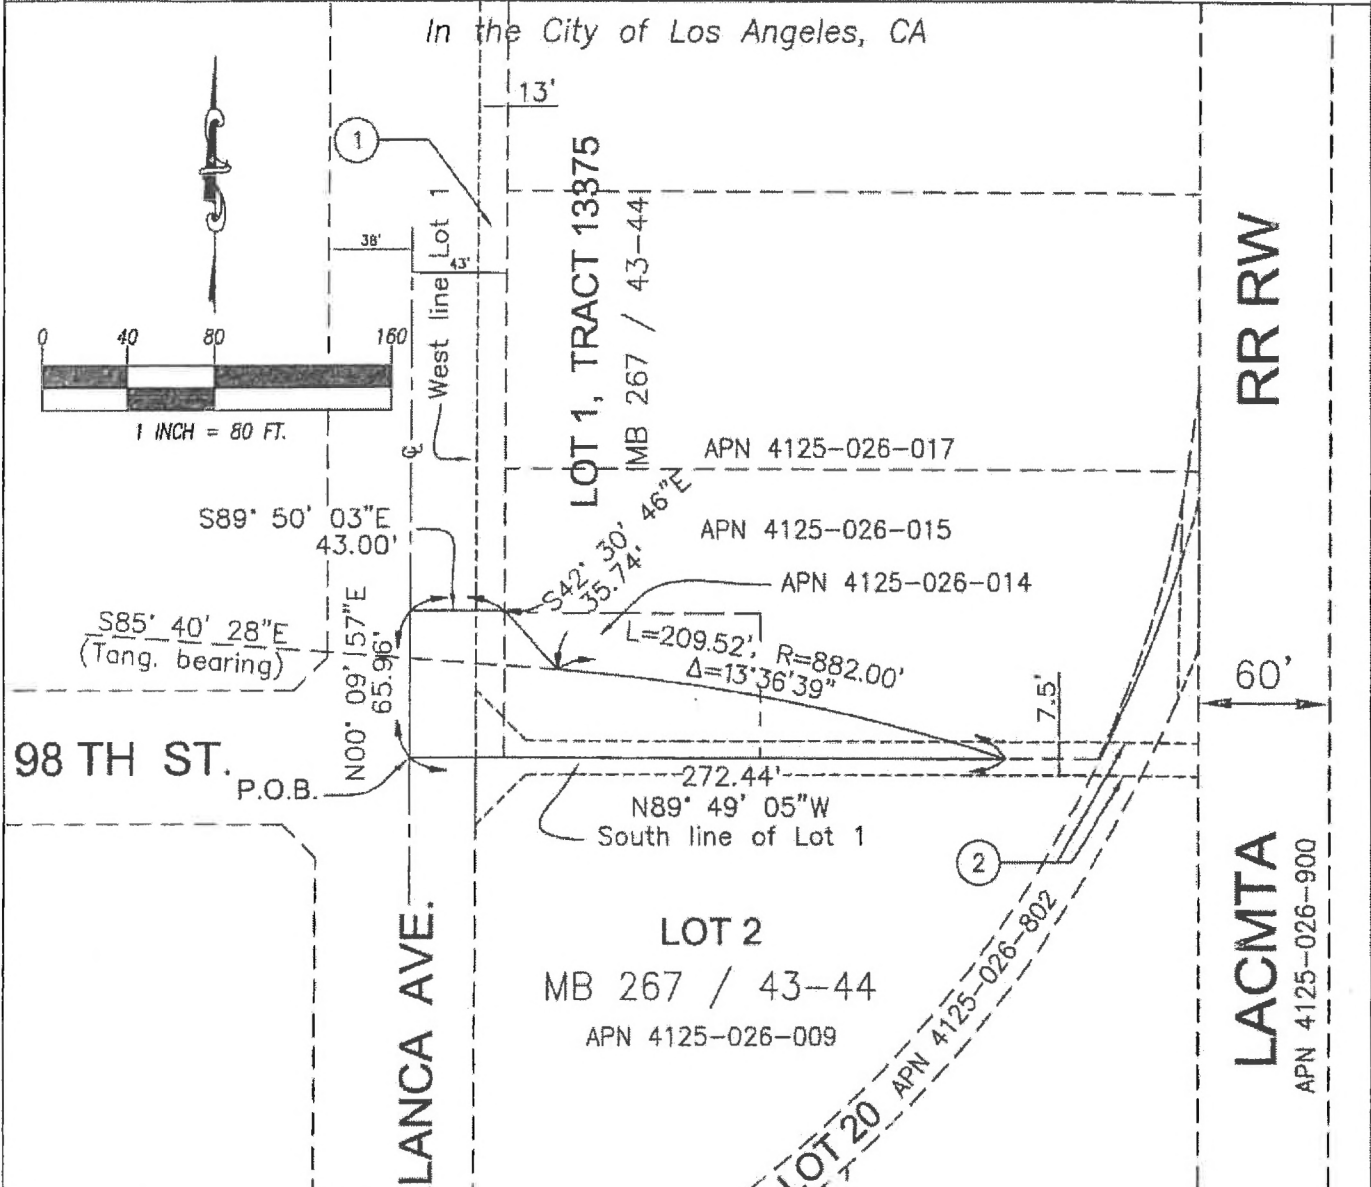 In the City of Los Angeles, CA
13'
1
West line Lot 1
38'
43'
LOT 1, TRACT 13375
MB 267 / 43-44
RR RW
0 40 80 160
1 INCH = 80 FT.
APN 4125-026-017
S89° 50' 03"E
43.00'
S42° 30' 46"E
35.74'
APN 4125-026-015
APN 4125-026-014
S85° 40' 28"E
(Tang. bearing)
N00° 09' 57"E
65.96'
L=209.52', R=882.00'
Δ=13°36'39"
7.5'
60'
98 TH ST.
P.O.B.
272.44'
N89° 49' 05"W
South line of Lot 1
2
LANCA AVE.
LOT 2
MB 267 / 43-44
APN 4125-026-009
LOT 20 APN 4125-026-802
LACMTA
APN 4125-026-900